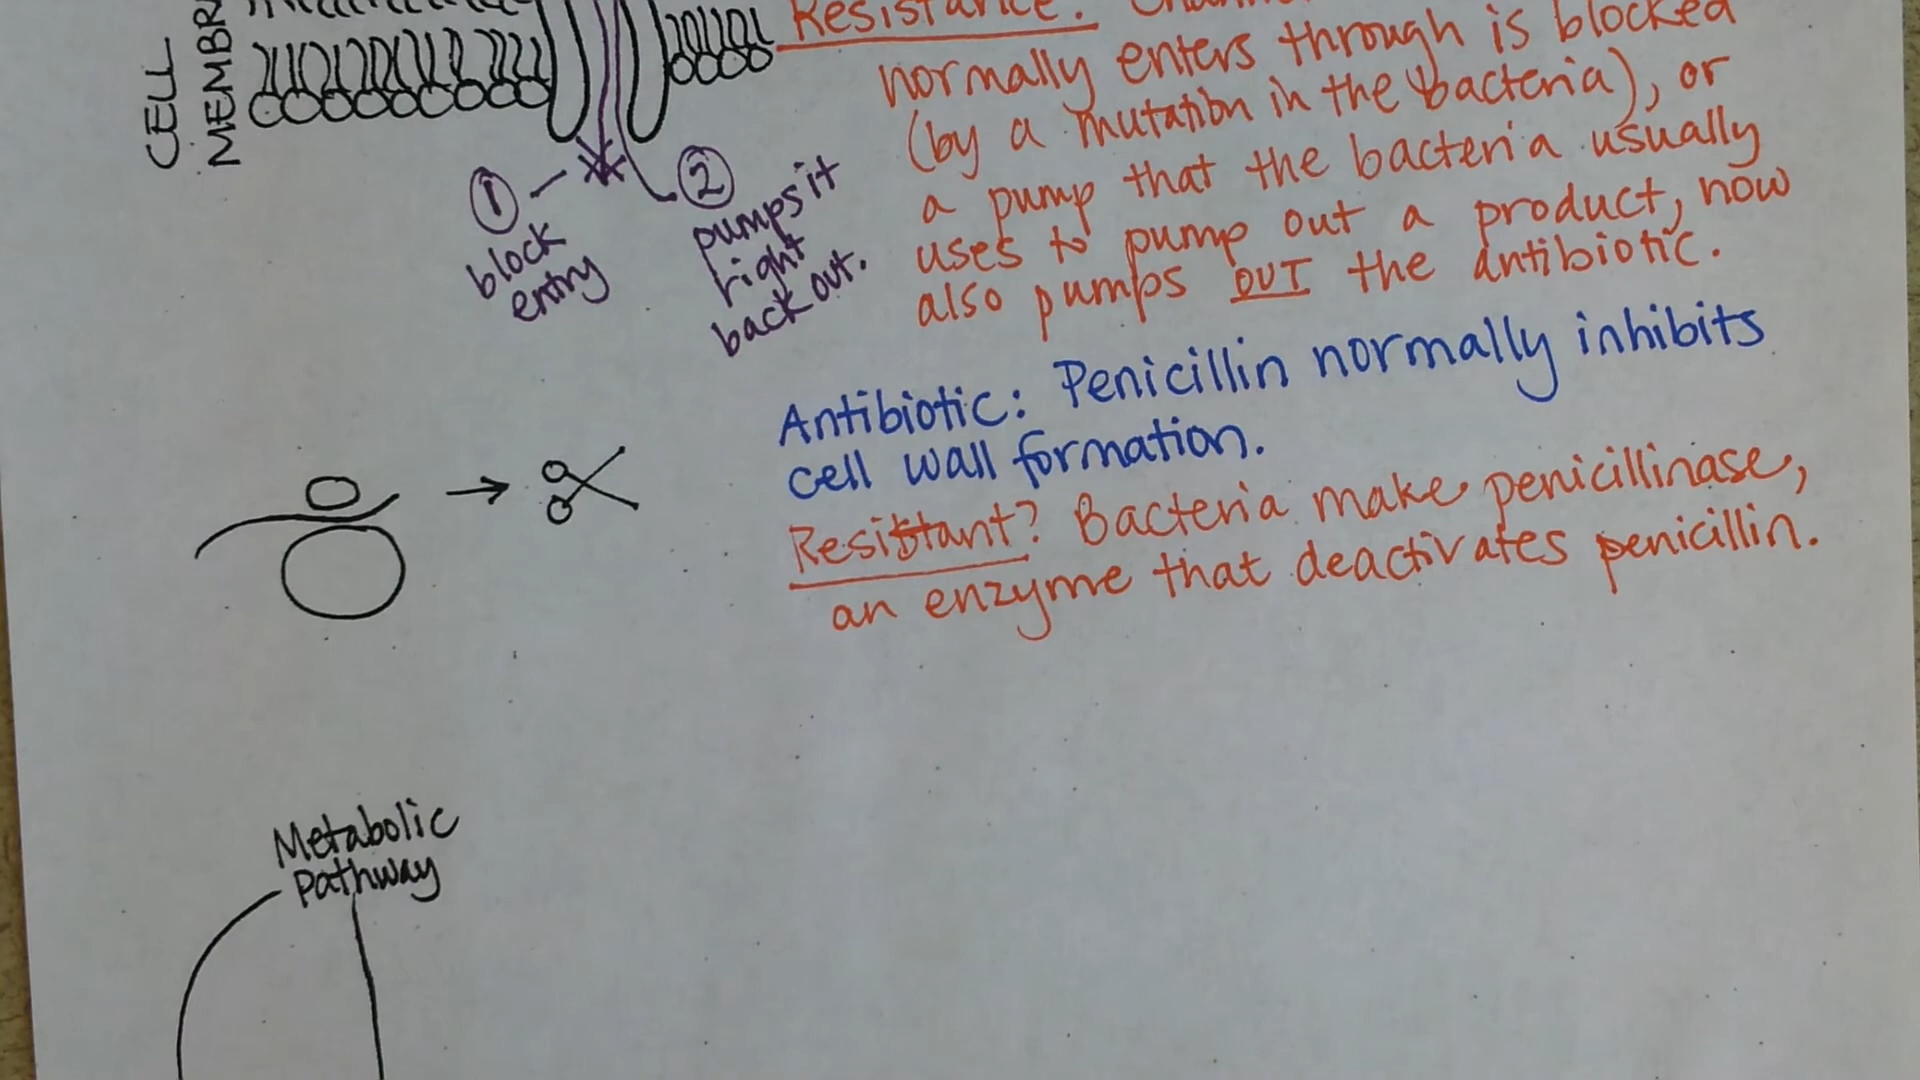 CELL
MEMBR
Resistance:
normally enters through is blocked
(by a mutation in the bacteria), or
a pump that the bacteria usually
uses to pump out a product, now
also pumps OUT the antibiotic.
1
block
entry
2
pumps it
right
back out.
Antibiotic: Penicillin normally inhibits
cell wall formation.
Resistant? Bacteria make penicillinase,
an enzyme that deactivates penicillin.
Metabolic
Pathway